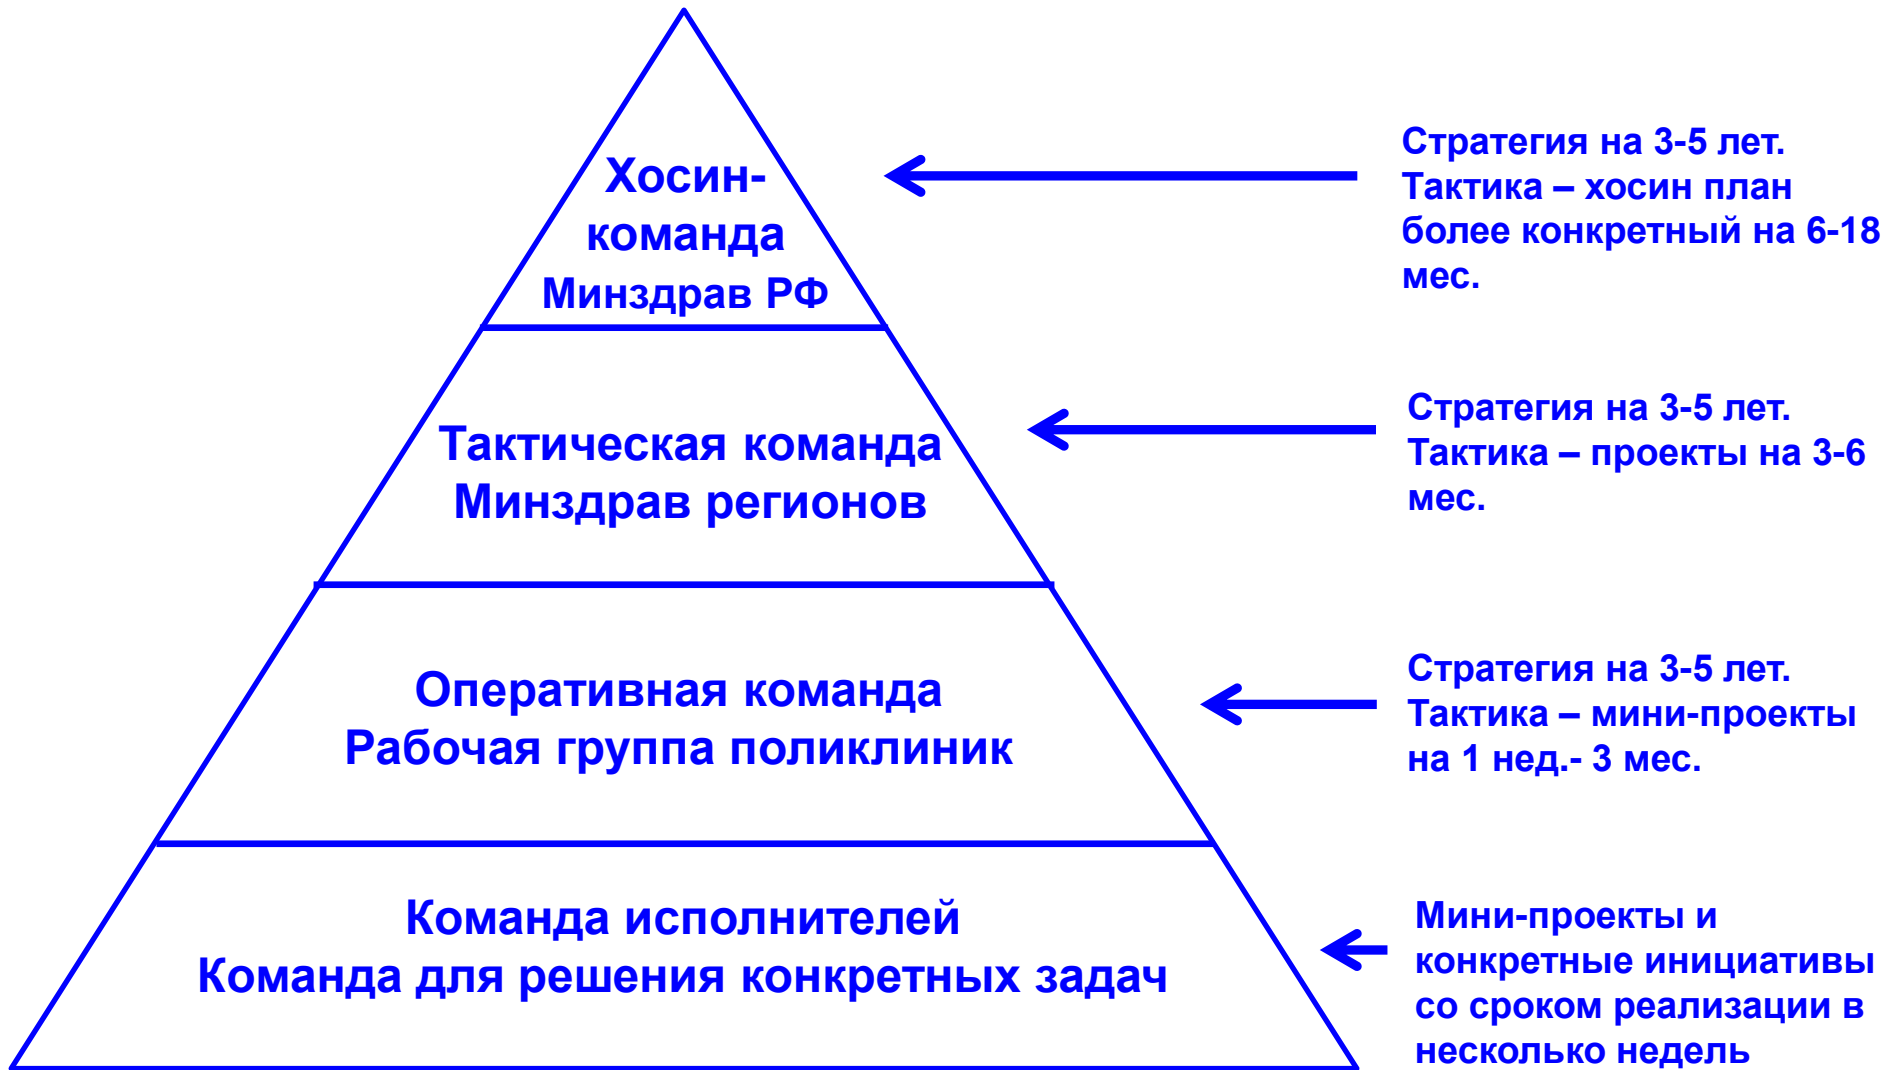 Хосин-
команда
Минздрав РФ
Стратегия на 3-5 лет.
Тактика – хосин план
более конкретный на 6-18
мес.
Тактическая команда
Минздрав регионов
Стратегия на 3-5 лет.
Тактика – проекты на 3-6
мес.
Оперативная команда
Рабочая группа поликлиник
Стратегия на 3-5 лет.
Тактика – мини-проекты
на 1 нед.- 3 мес.
Команда исполнителей
Команда для решения конкретных задач
Мини-проекты и
конкретные инициативы
со сроком реализации в
несколько недель